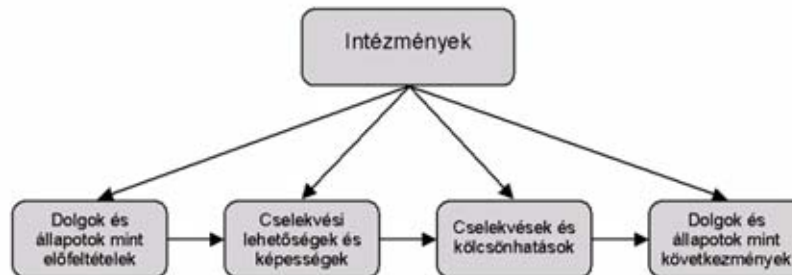 Intézmények
Dolgok és
állapotok mint
előfeltételek
Cselekvési
lehetőségek és
képességek
Cselekvések és
kölcsönhatások
Dolgok és
állapotok mint
következmények